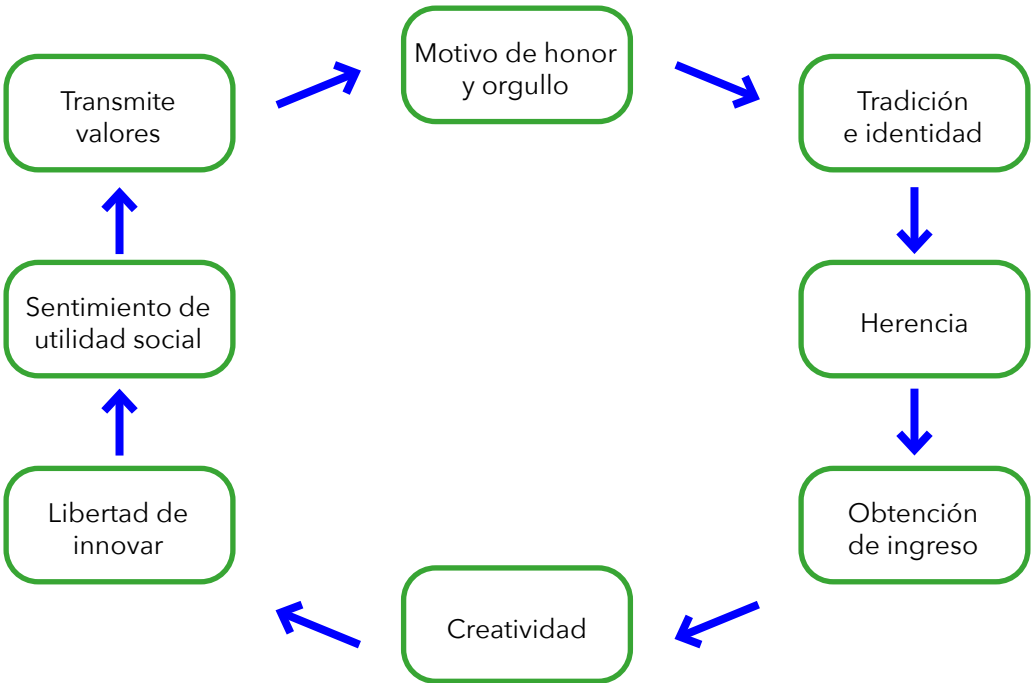 Motivo de honor
y orgullo
Tradición
e identidad
Herencia
Obtención
de ingreso
Creatividad
Libertad de
innovar
Sentimiento de
utilidad social
Transmite
valores